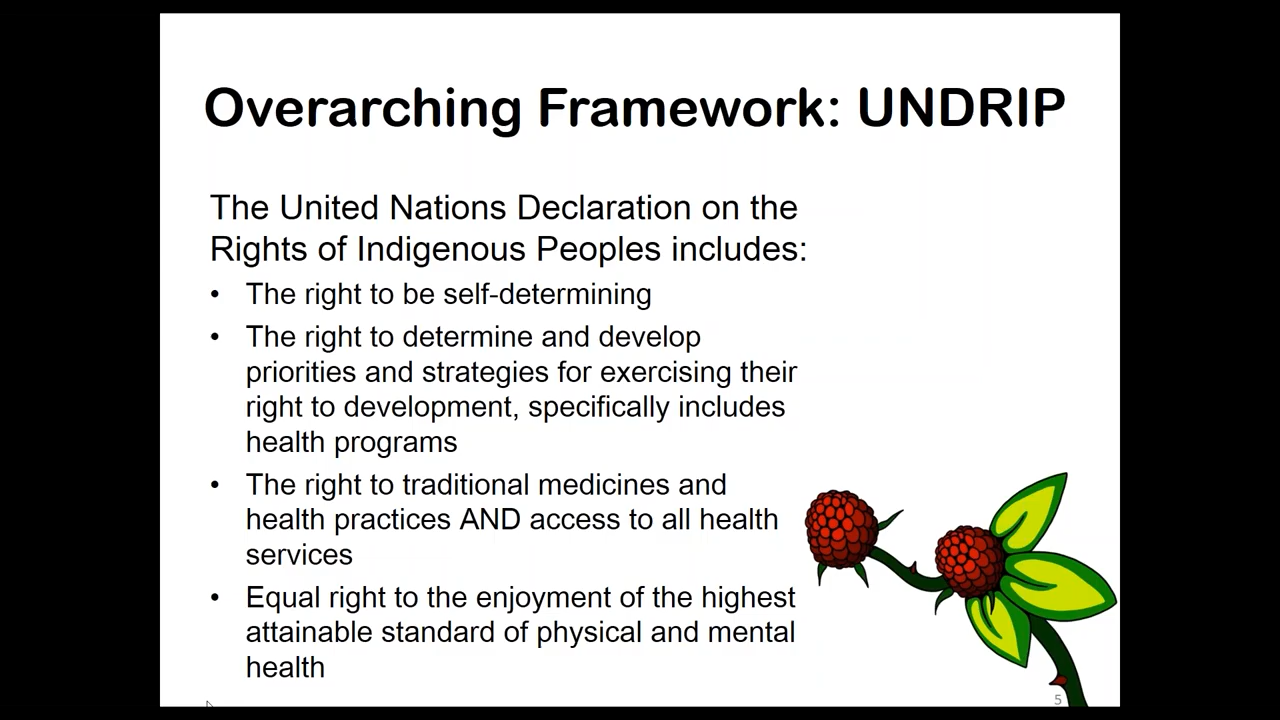 Overarching Framework: UNDRIP
The United Nations Declaration on the
Rights of Indigenous Peoples includes:
• The right to be self-determining
• The right to determine and develop
priorities and strategies for exercising their
right to development, specifically includes
health programs
• The right to traditional medicines and
health practices AND access to all health
services
• Equal right to the enjoyment of the highest
attainable standard of physical and mental
health
5